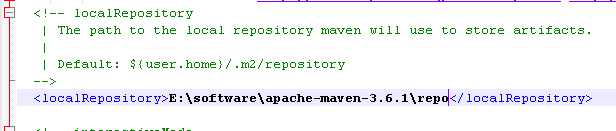 <!-- localRepository
| The path to the local repository maven will use to store artifacts.
|
| Default: ${user.home}/.m2/repository
-->
<localRepository>E:\software\apache-maven-3.6.1\repo</localRepository>